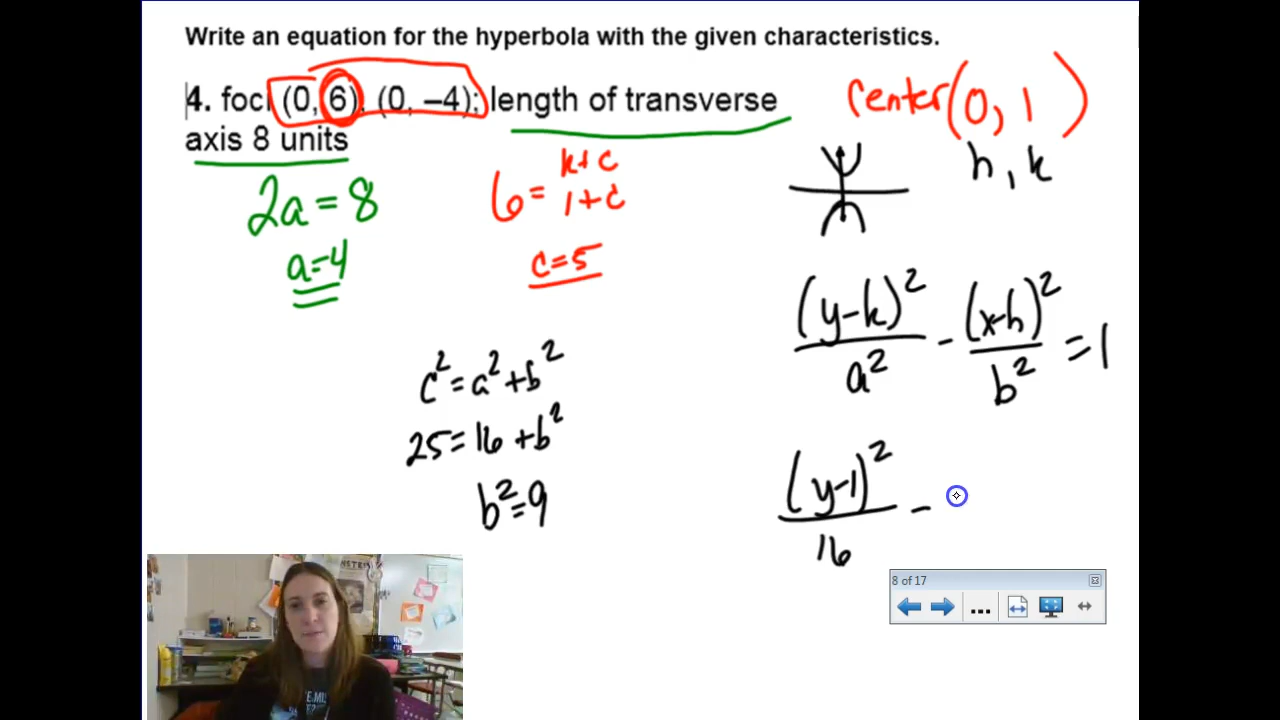 Write an equation for the hyperbola with the given characteristics.
4. foci (0, 6), (0, –4); length of transverse
axis 8 units
center (0, 1)
h, k
2a = 8
a=4
k+c
6 = 1+c
c=5
(y-k)² / a² - (x-h)² / b² = 1
c² = a² + b²
25 = 16 + b²
b² = 9
(y-1)² / 16 -
8 of 17
...